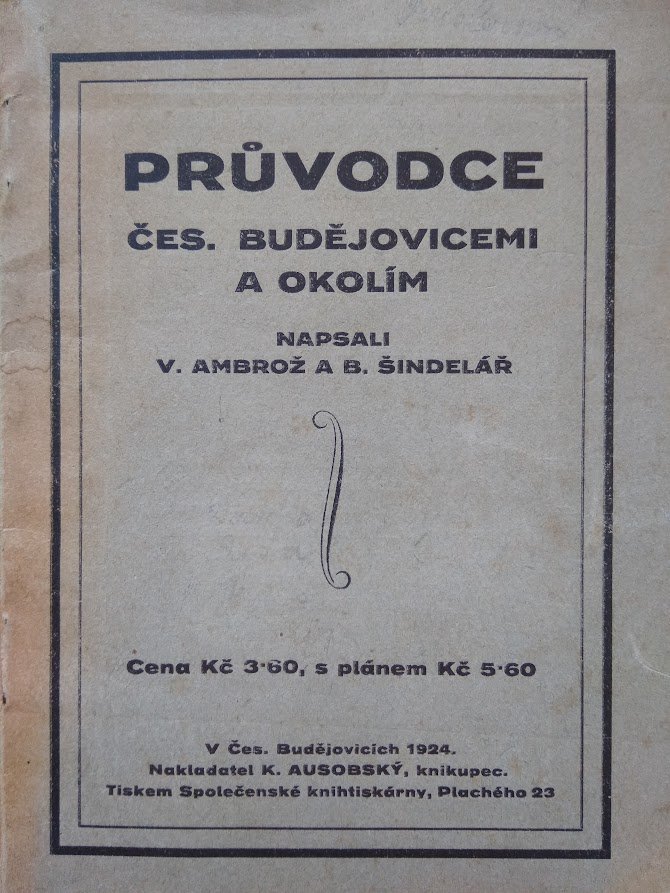 PRŮVODCE
ČES. BUDĚJOVICEMI
A OKOLÍM
NAPSALI
V. AMBROŽ A B. ŠINDELÁŘ
Cena Kč 3·60, s plánem Kč 5·60
V Čes. Budějovicích 1924.
Nakladatel K. AUSOBSKÝ, knikupec.
Tiskem Společenské knihtiskárny, Plachého 23